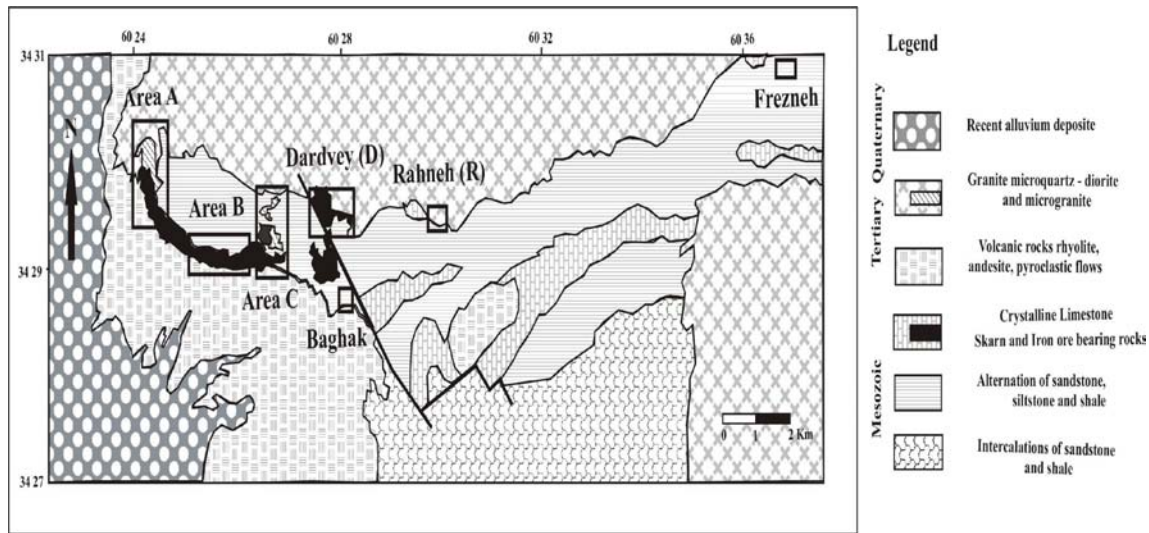 60 24
60 28
60 32
60 36
34 31
Area A
N
Frezneh
Dardvey (D)
Rahneh (R)
Area B
34 29
Area C
Baghak
0 1 2 Km
34 27
Legend
Quaternary
Recent alluvium deposite
Tertiary
Granite microquartz - diorite
and microgranite
Volcanic rocks rhyolite,
andesite, pyroclastic flows
Mesozoic
Crystalline Limestone
Skarn and Iron ore bearing rocks
Alternation of sandstone,
siltstone and shale
Intercalations of sandstone
and shale